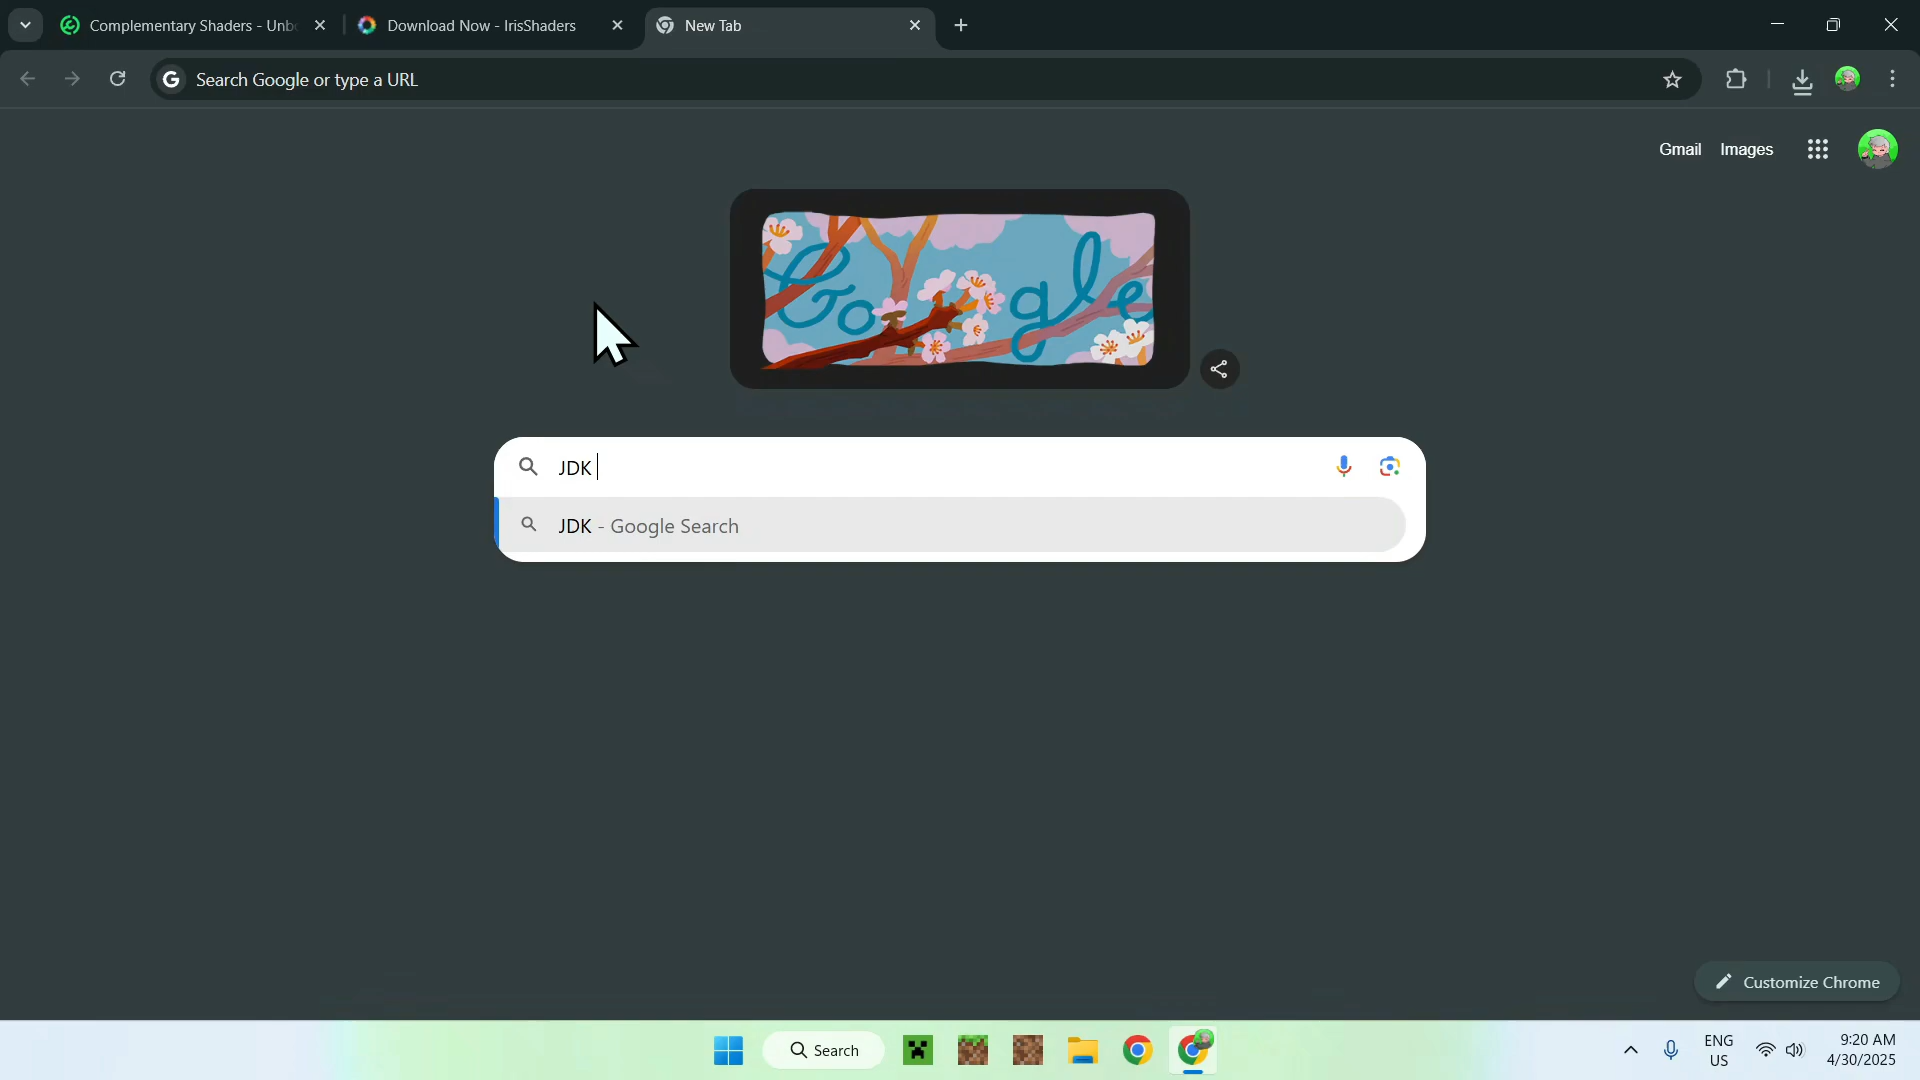 Complementary Shaders - Unb
Download Now - IrisShaders
New Tab
Search Google or type a URL
Gmail Images
Google
JDK
JDK - Google Search
Customize Chrome
Search
ENG
US
9:20 AM
4/30/2025